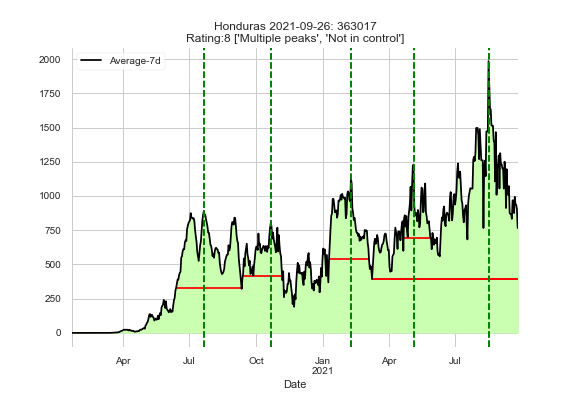 Honduras 2021-09-26: 363017
Rating:8 ['Multiple peaks', 'Not in control']
Average-7d
2000
1750
1500
1250
1000
750
500
250
0
Apr Jul Oct Jan Apr Jul
2021
Date